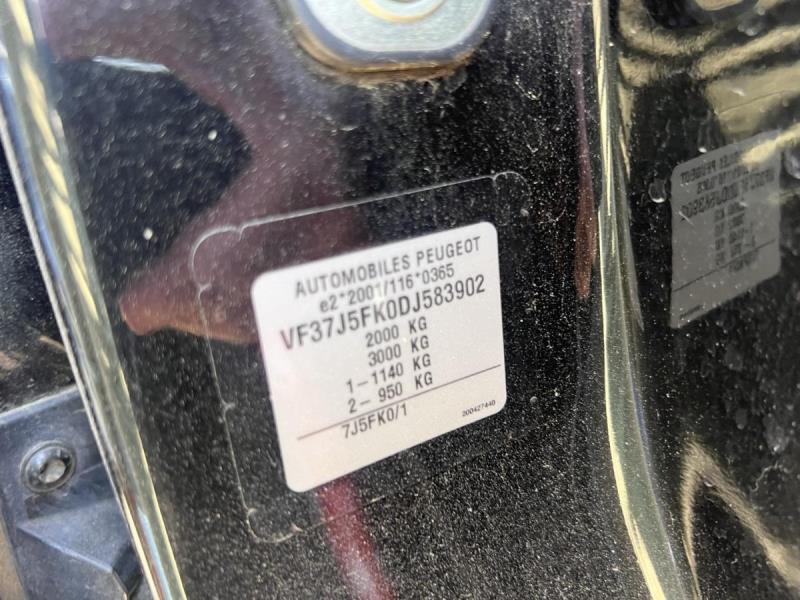 AUTOMOBILES PEUGEOT
e2*2001/116*0365
VF37J5FK0DJ583902
2000 KG
3000 KG
1-1140 KG
2- 950 KG
7J5FK0/1
200427440